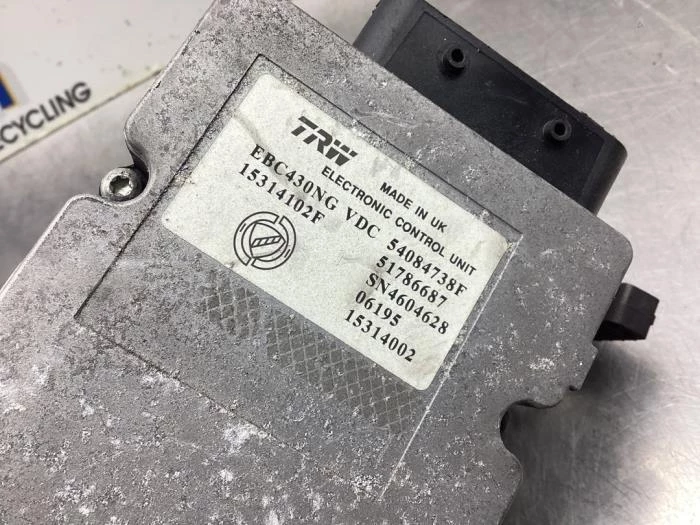 ECYCLING
TRW
MADE IN UK
ELECTRONIC CONTROL UNIT
EBC430NG VDC 54084738F
15314102F 51786687
SN4604628
06195
15314002